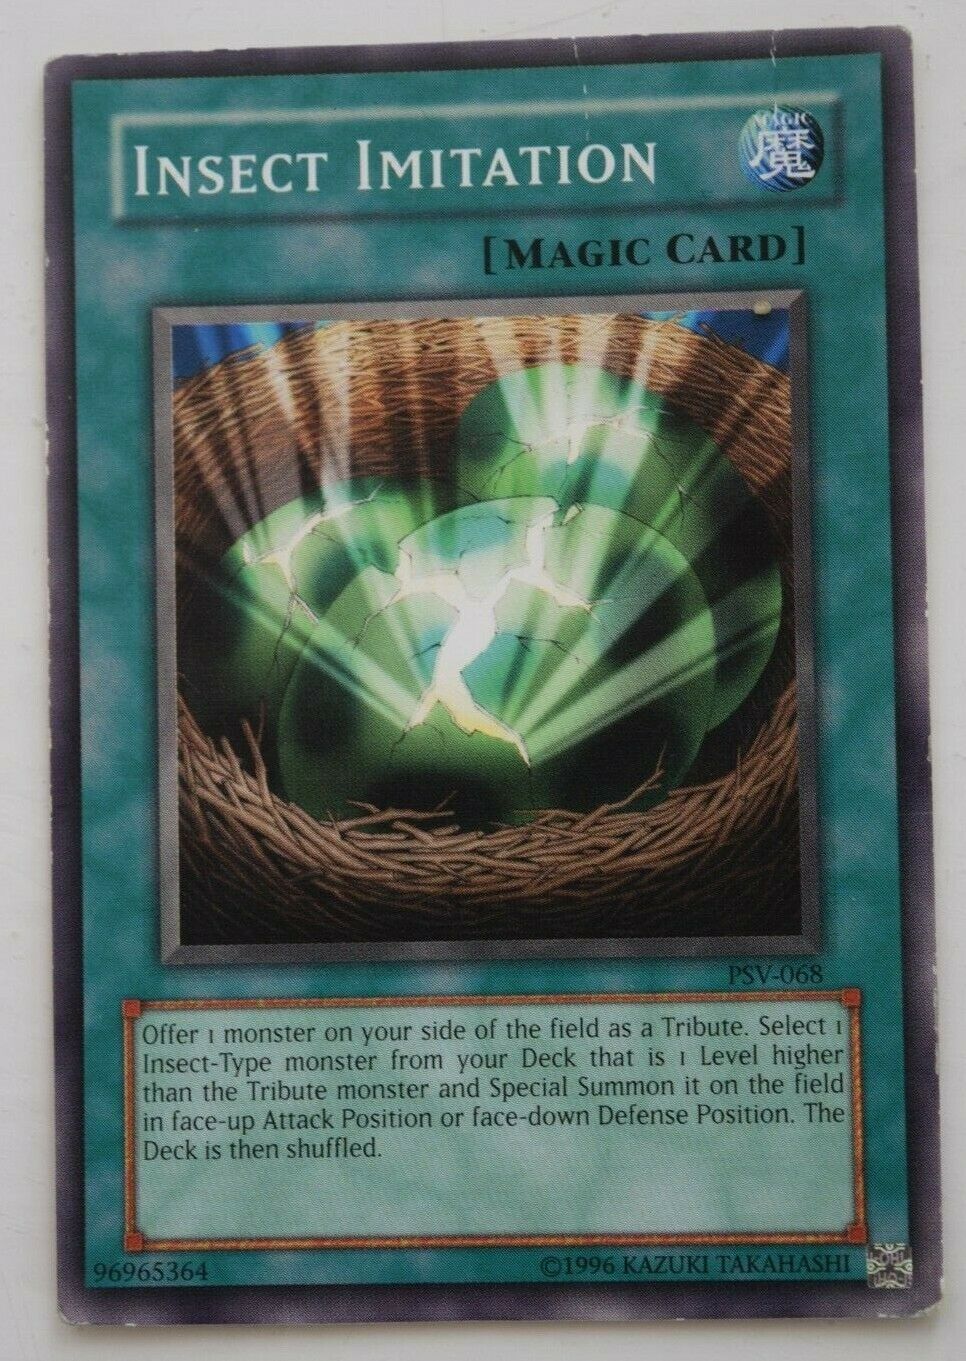 INSECT IMITATION
MAGIC
魔
[MAGIC CARD]
PSV-068
Offer 1 monster on your side of the field as a Tribute. Select 1
Insect-Type monster from your Deck that is 1 Level higher
than the Tribute monster and Special Summon it on the field
in face-up Attack Position or face-down Defense Position. The
Deck is then shuffled.
96965364
©1996 KAZUKI TAKAHASHI